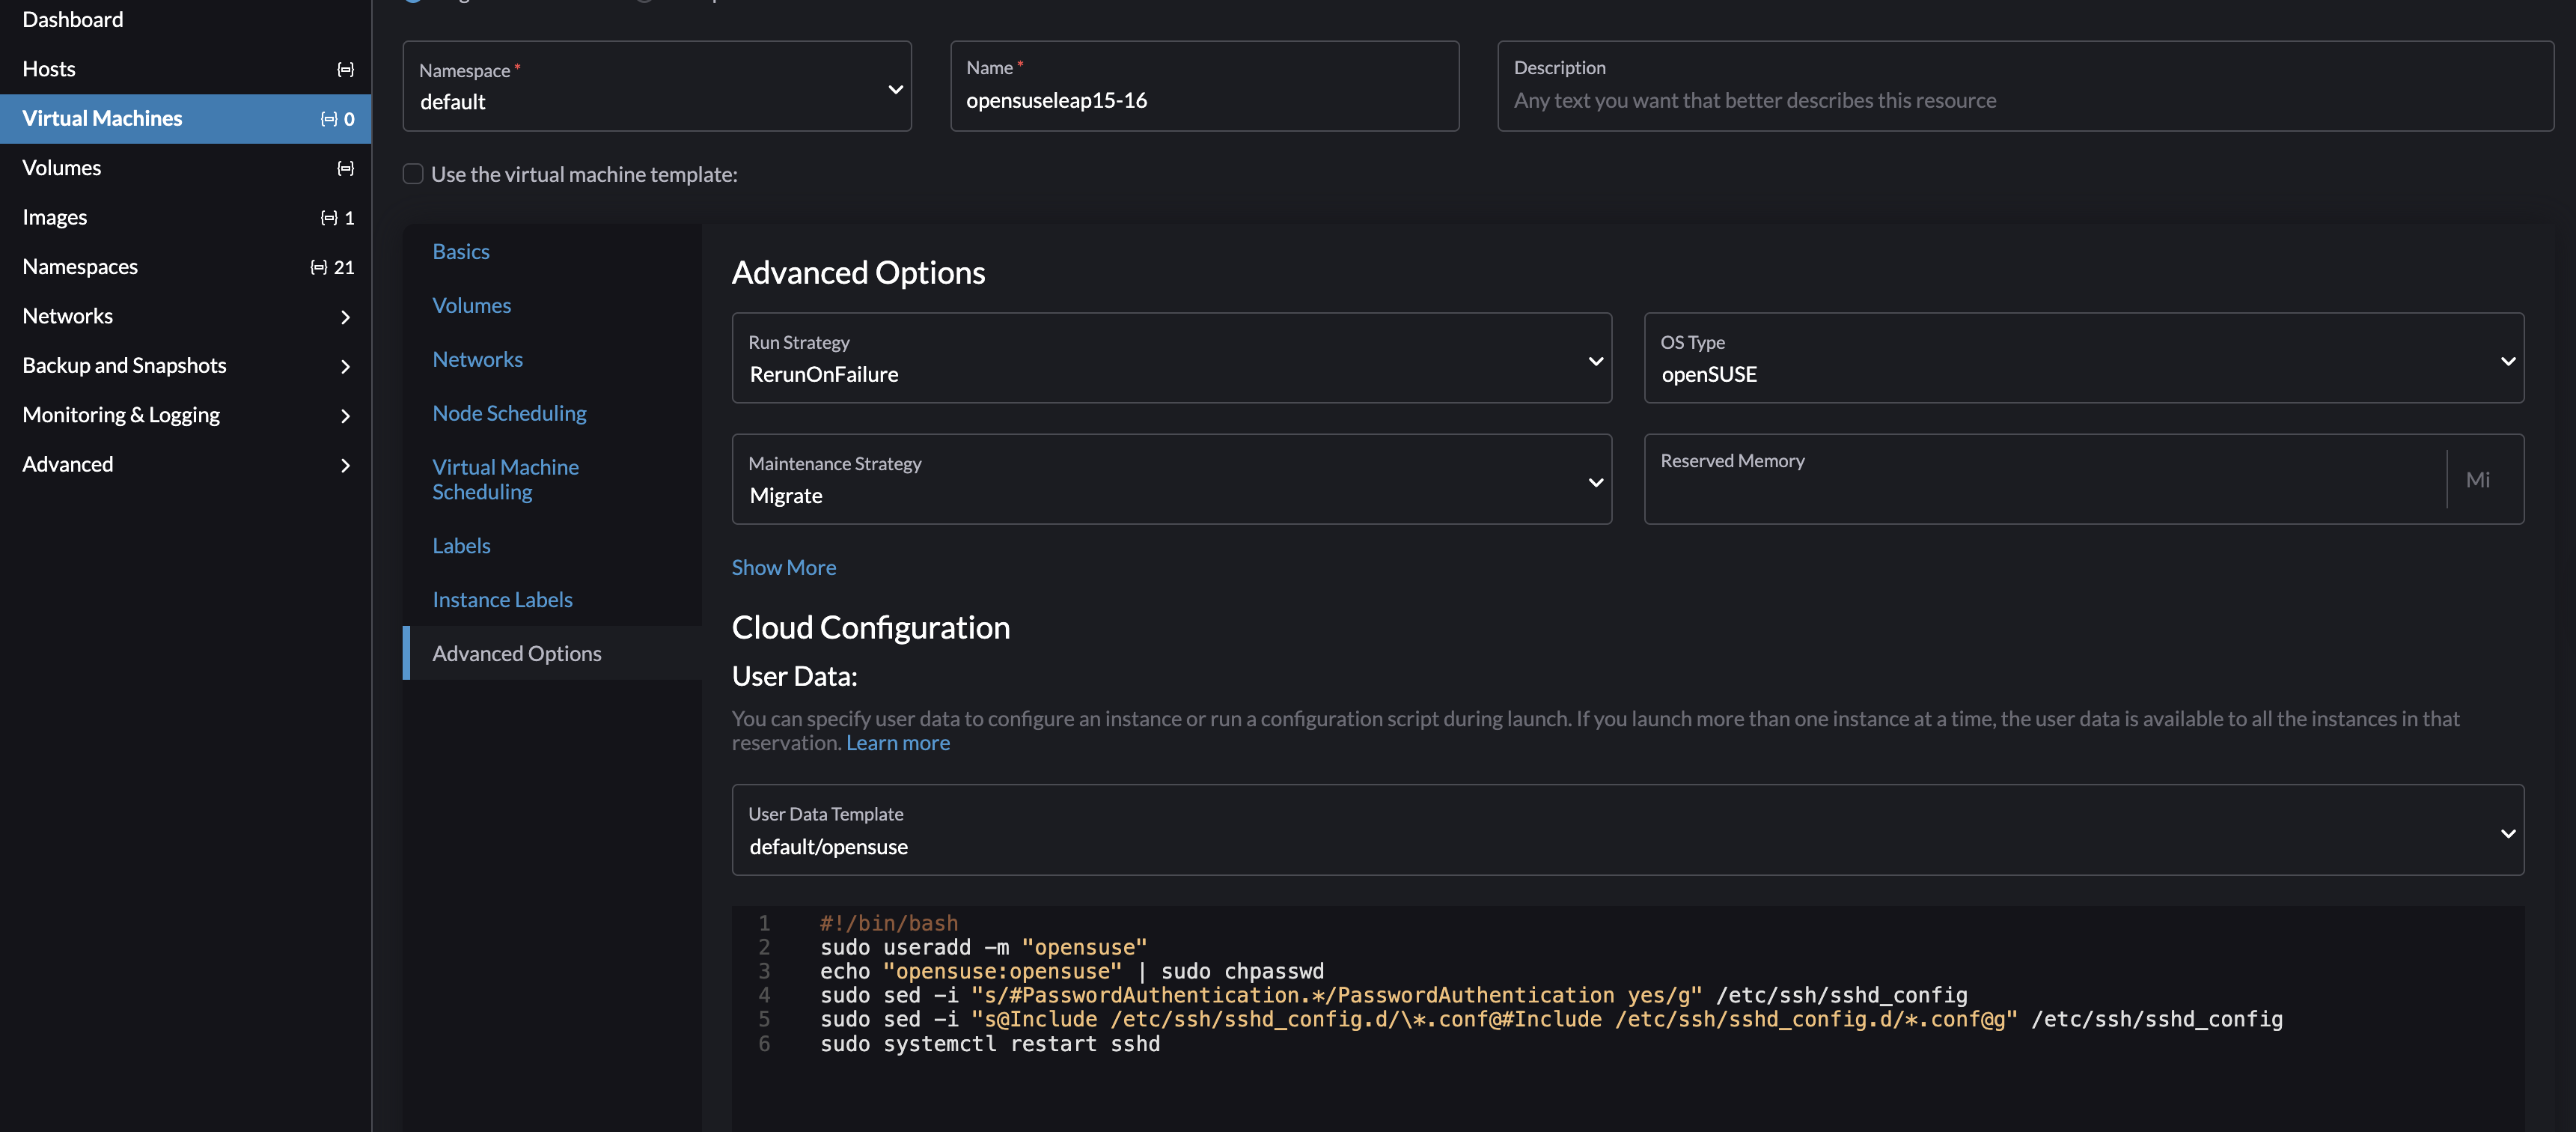 Dashboard
Hosts
Virtual Machines 0
Volumes
Images 1
Namespaces 21
Networks
Backup and Snapshots
Monitoring & Logging
Advanced
Namespace *
default
Name *
opensuseleap15-16
Description
Any text you want that better describes this resource
Use the virtual machine template:
Basics
Volumes
Networks
Node Scheduling
Virtual Machine
Scheduling
Labels
Instance Labels
Advanced Options
Advanced Options
Run Strategy
RerunOnFailure
OS Type
openSUSE
Maintenance Strategy
Migrate
Reserved Memory
Mi
Show More
Cloud Configuration
User Data:
You can specify user data to configure an instance or run a configuration script during launch. If you launch more than one instance at a time, the user data is available to all the instances in that
reservation. Learn more
User Data Template
default/opensuse
1 #!/bin/bash
2 sudo useradd -m "opensuse"
3 echo "opensuse:opensuse" | sudo chpasswd
4 sudo sed -i "s/#PasswordAuthentication.*/PasswordAuthentication yes/g" /etc/ssh/sshd_config
5 sudo sed -i "s@Include /etc/ssh/sshd_config.d/\*.conf@#Include /etc/ssh/sshd_config.d/*.conf@g" /etc/ssh/sshd_config
6 sudo systemctl restart sshd